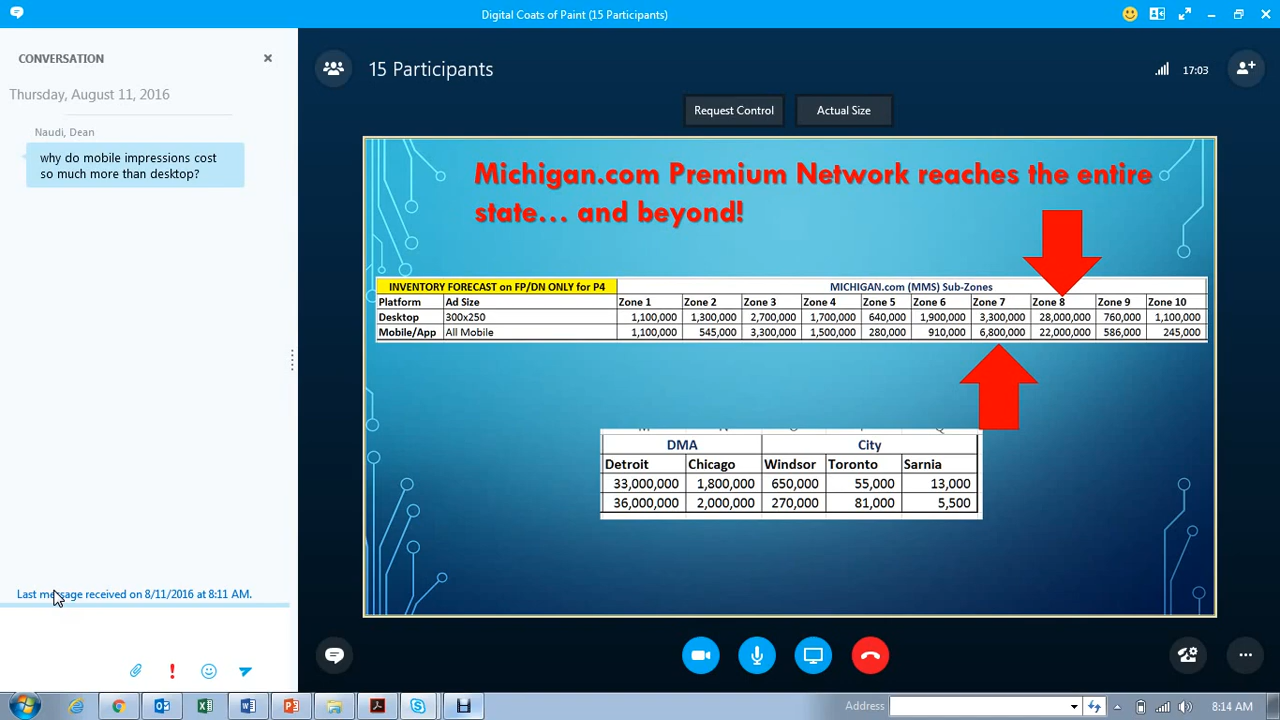 Digital Coats of Paint (15 Participants)
CONVERSATION
Thursday, August 11, 2016
Naudi, Dean
why do mobile impressions cost
so much more than desktop?
Last message received on 8/11/2016 at 8:11 AM.
15 Participants
17:03
Request Control
Actual Size
Michigan.com Premium Network reaches the entire
state... and beyond!
INVENTORY FORECAST on FP/DN ONLY for P4 MICHIGAN.com (MMS) Sub-Zones
Platform Ad Size Zone 1 Zone 2 Zone 3 Zone 4 Zone 5 Zone 6 Zone 7 Zone 8 Zone 9 Zone 10
Desktop 300x250 1,100,000 1,300,000 2,700,000 1,700,000 640,000 1,900,000 3,300,000 28,000,000 760,000 1,100,000
Mobile/App All Mobile 1,100,000 545,000 3,300,000 1,500,000 280,000 910,000 6,800,000 22,000,000 586,000 245,000
DMA City
Detroit Chicago Windsor Toronto Sarnia
33,000,000 1,800,000 650,000 55,000 13,000
36,000,000 2,000,000 270,000 81,000 5,500
Address
8:14 AM